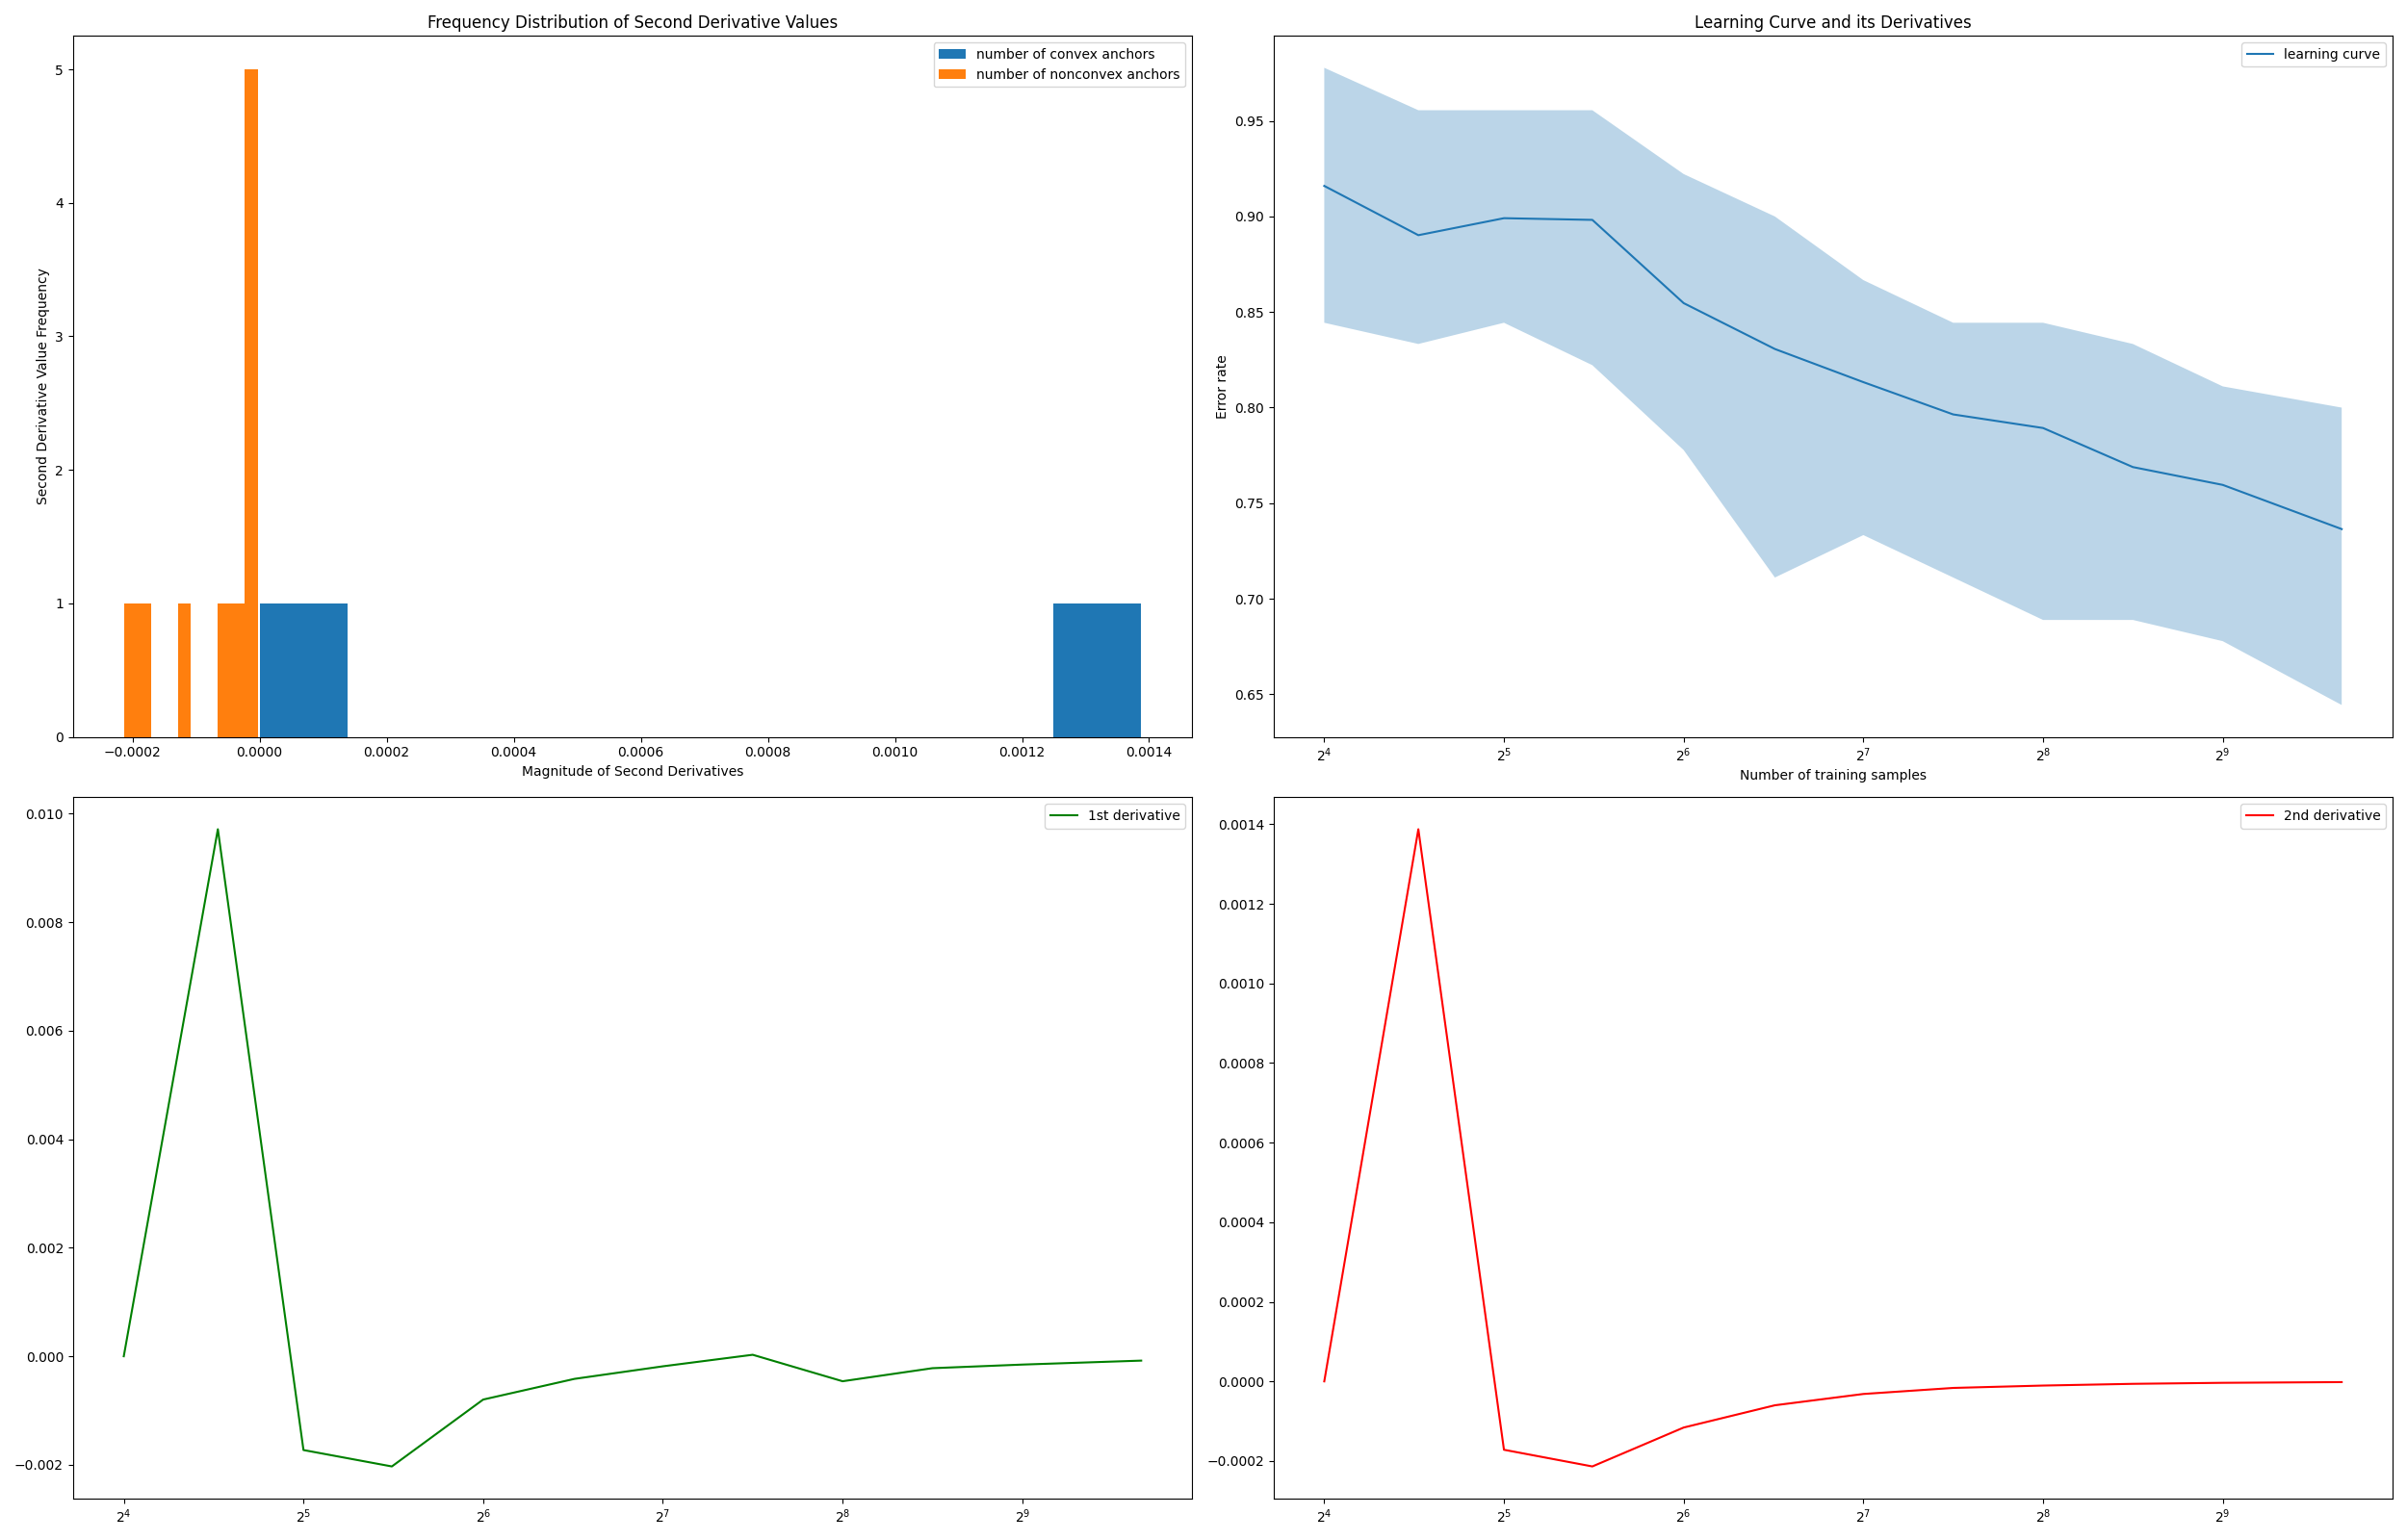 Frequency Distribution of Second Derivative Values
number of convex anchors
number of nonconvex anchors
5
4
3
2
1
0
Second Derivative Value Frequency
−0.0002 0.0000 0.0002 0.0004 0.0006 0.0008 0.0010 0.0012 0.0014
Magnitude of Second Derivatives
Learning Curve and its Derivatives
learning curve
0.95
0.90
0.85
0.80
0.75
0.70
0.65
Error rate
2⁴ 2⁵ 2⁶ 2⁷ 2⁸ 2⁹
Number of training samples
1st derivative
0.010
0.008
0.006
0.004
0.002
0.000
−0.002
2⁴ 2⁵ 2⁶ 2⁷ 2⁸ 2⁹
2nd derivative
0.0014
0.0012
0.0010
0.0008
0.0006
0.0004
0.0002
0.0000
−0.0002
2⁴ 2⁵ 2⁶ 2⁷ 2⁸ 2⁹